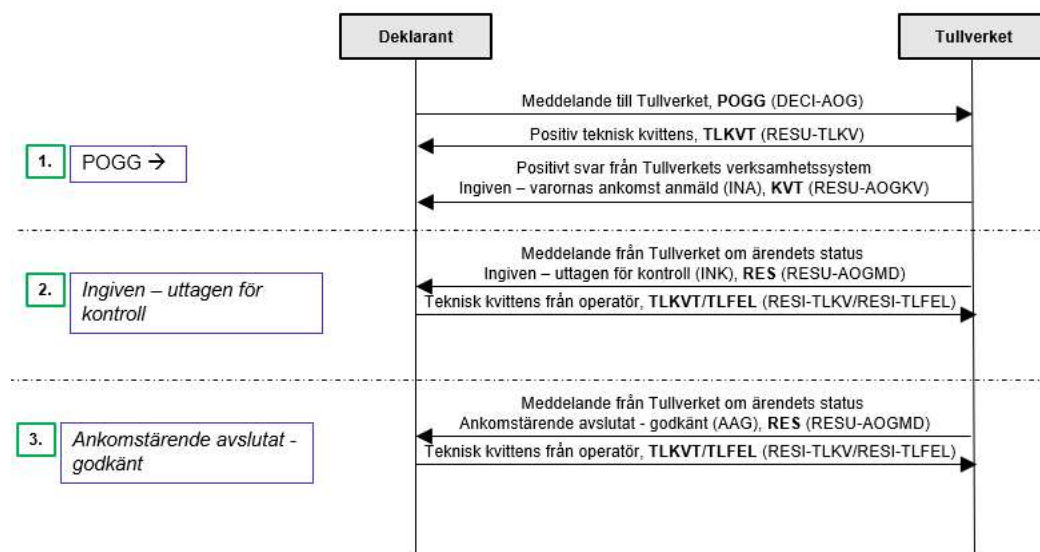 Deklarant
Tullverket
Meddelande till Tullverket, POGG (DECI-AOG)
Positiv teknisk kvittens, TLKVT (RESU-TLKV)
1.
POGG →
Positivt svar från Tullverkets verksamhetssystem
Ingiven – varornas ankomst anmäld (INA), KVT (RESU-AOGKV)
Meddelande från Tullverket om ärendets status
2.
Ingiven – uttagen för
kontroll
Ingiven – uttagen för kontroll (INK), RES (RESU-AOGMD)
Teknisk kvittens från operatör, TLKVT/TLFEL (RESI-TLKV/RESI-TLFEL)
Meddelande från Tullverket om ärendets status
3.
Ankomstärende avslutat -
godkänt
Ankomstärende avslutat - godkänt (AAG), RES (RESU-AOGMD)
Teknisk kvittens från operatör, TLKVT/TLFEL (RESI-TLKV/RESI-TLFEL)